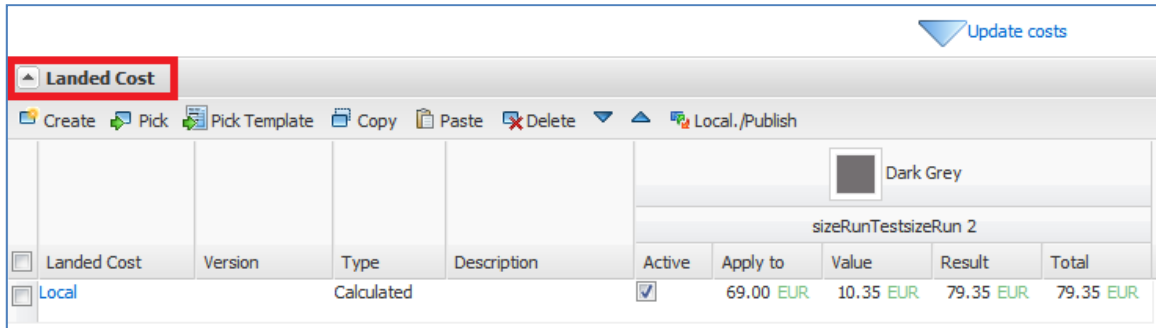 Update costs
Landed Cost
Create Pick Pick Template Copy Paste Delete Local./Publish
Dark Grey
sizeRunTestsizeRun 2
Landed Cost Version Type Description Active Apply to Value Result Total
Local Calculated 69.00 EUR 10.35 EUR 79.35 EUR 79.35 EUR